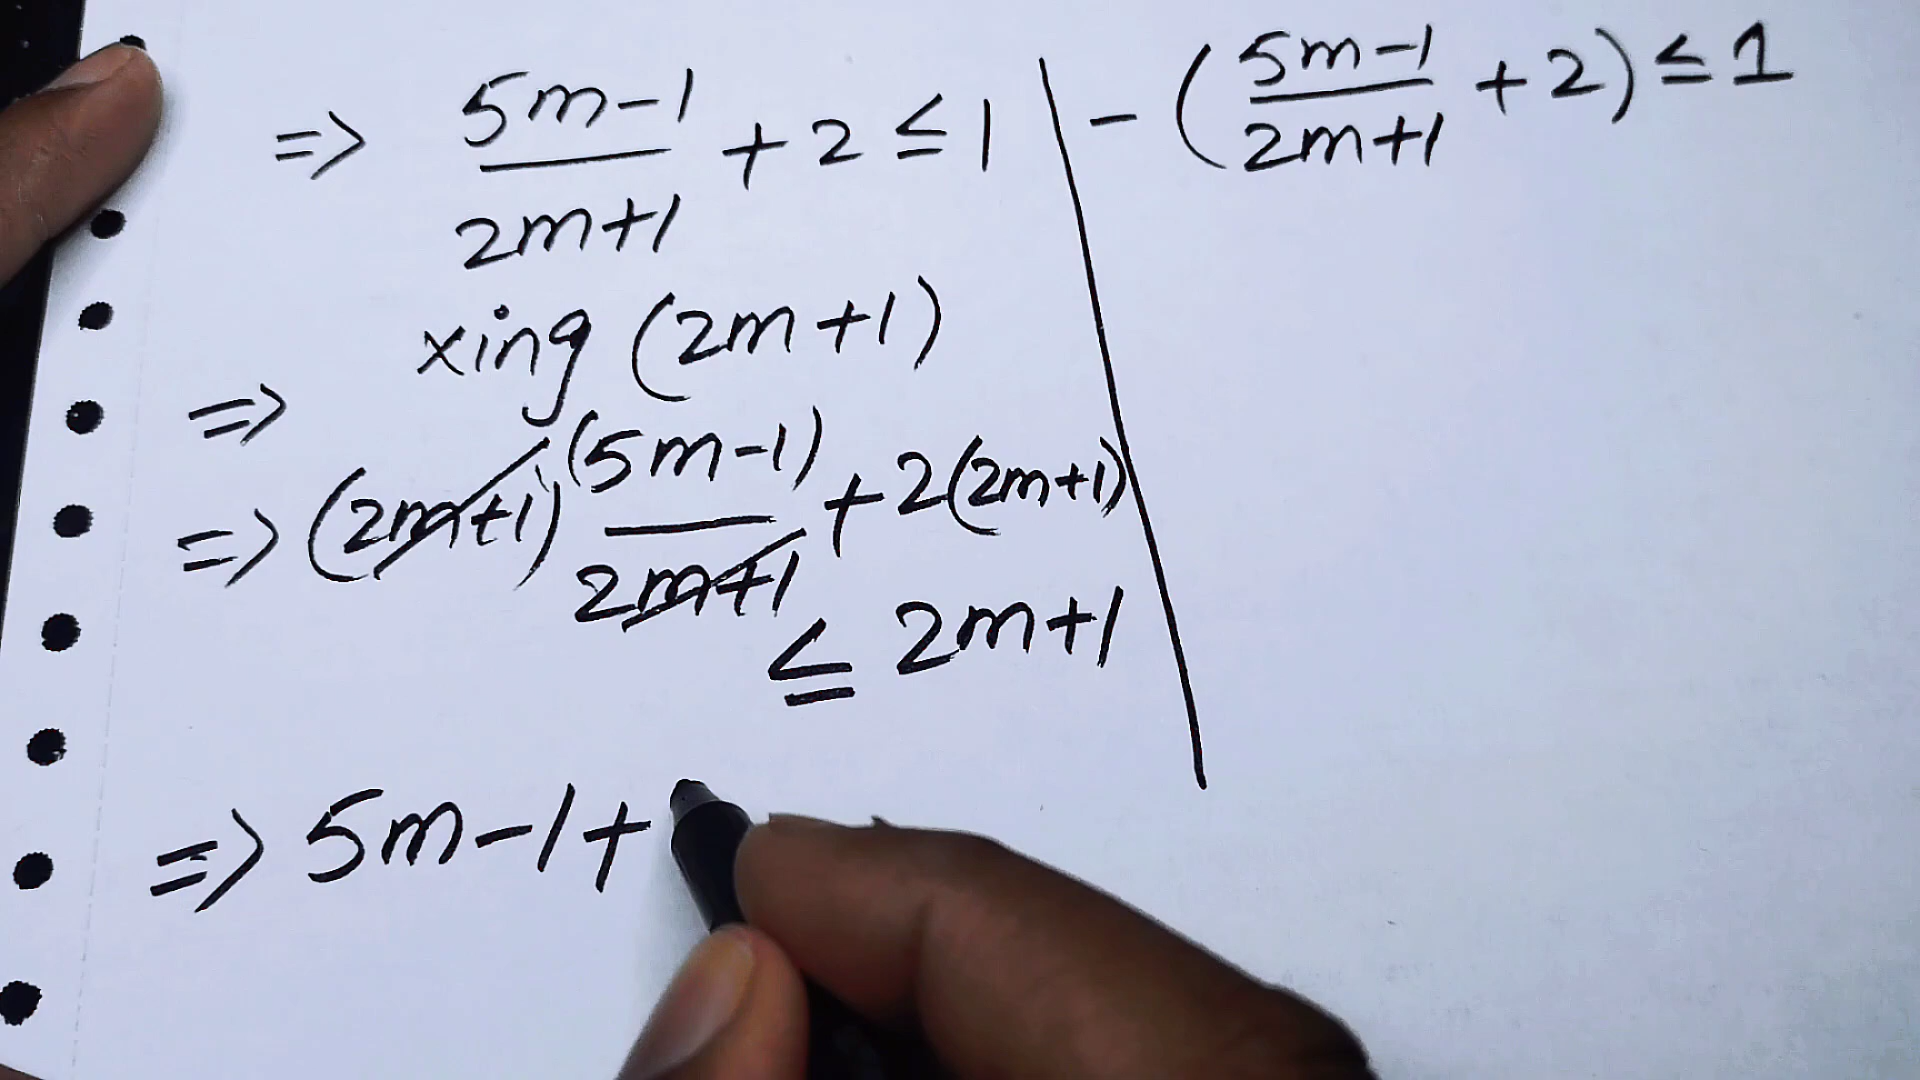 => (5m-1)/(2m+1) + 2 ≤ 1
xing (2m+1)
=>
=> (2m+1) (5m-1)/(2m+1) + 2(2m+1)
≤ 2m+1
=> 5m-1+
-((5m-1)/(2m+1) + 2) ≤ 1